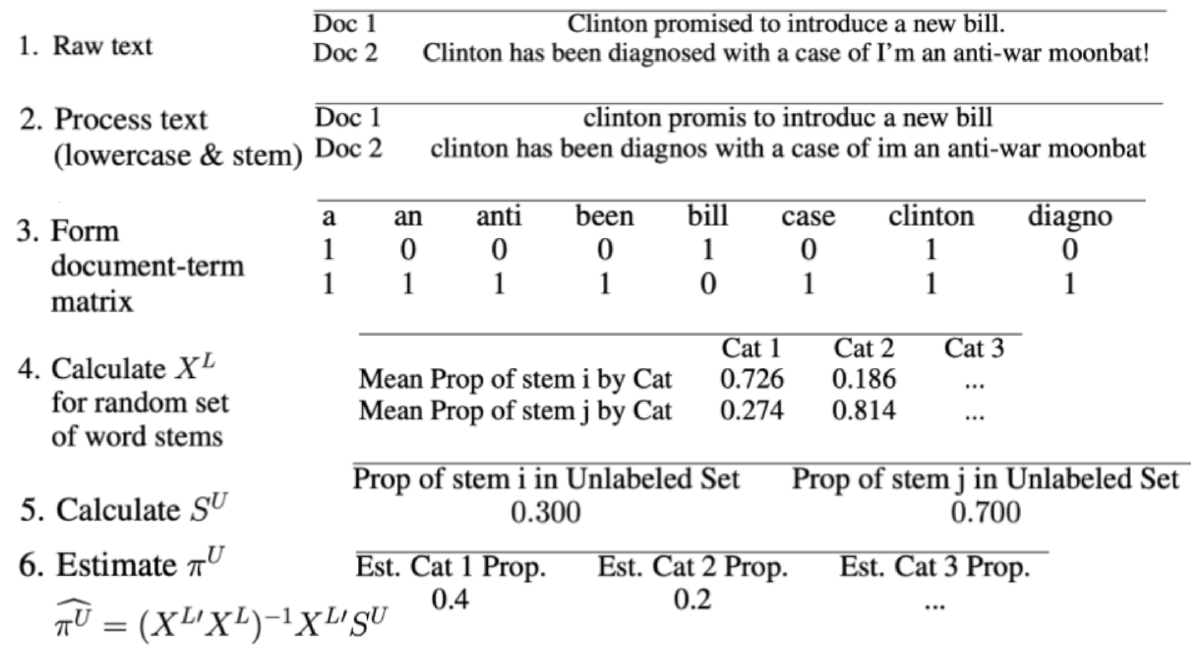 1. Raw text
Doc 1 Clinton promised to introduce a new bill.
Doc 2 Clinton has been diagnosed with a case of I'm an anti-war moonbat!
2. Process text
(lowercase & stem)
Doc 1 clinton promis to introduc a new bill
Doc 2 clinton has been diagnos with a case of im an anti-war moonbat
3. Form
document-term
matrix
a an anti been bill case clinton diagno
1 0 0 0 1 0 1 0
1 1 1 1 0 1 1 1
4. Calculate X^L
for random set
of word stems
Cat 1 Cat 2 Cat 3
Mean Prop of stem i by Cat 0.726 0.186 ...
Mean Prop of stem j by Cat 0.274 0.814 ...
5. Calculate S^U
Prop of stem i in Unlabeled Set Prop of stem j in Unlabeled Set
0.300 0.700
6. Estimate π^U
Est. Cat 1 Prop. Est. Cat 2 Prop. Est. Cat 3 Prop.
0.4 0.2 ...
\widehat{π^U} = (X^{L′}X^L)^{−1}X^{L′}S^U